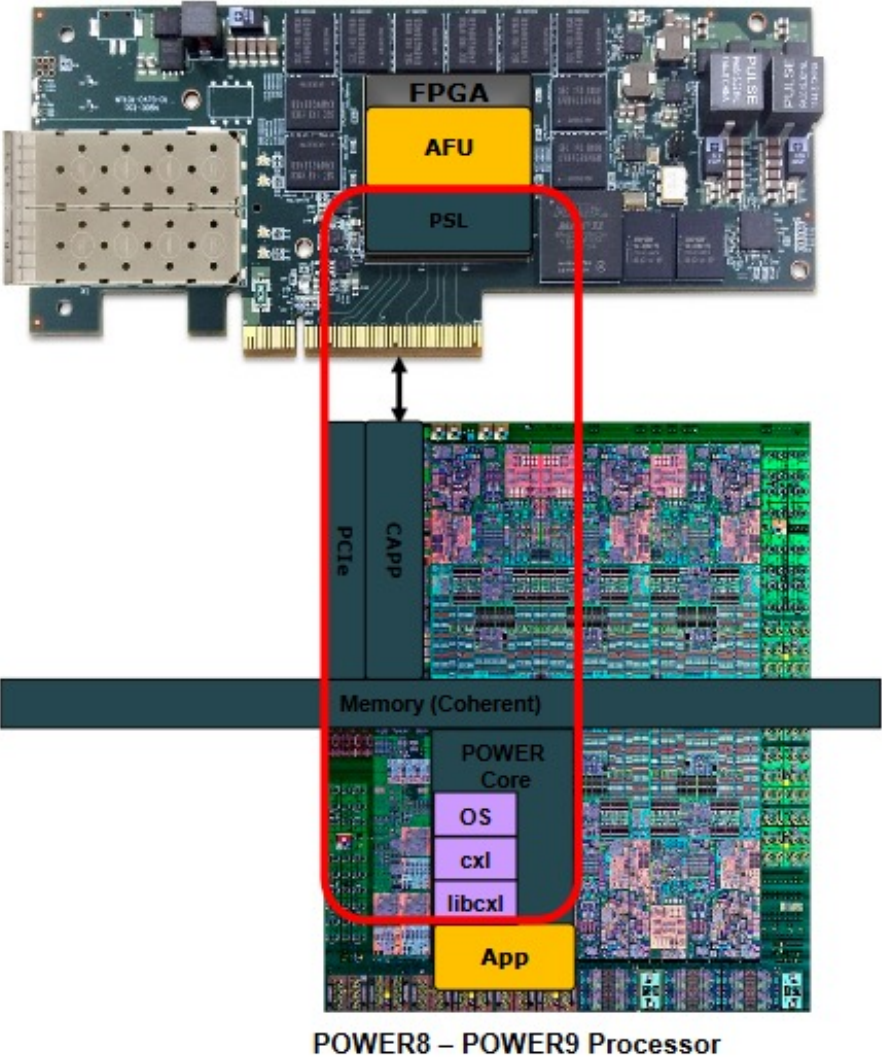 FPGA
AFU
PSL
PULSE
PULSE
PCIe
CAPP
Memory (Coherent)
POWER
Core
OS
cxl
libcxl
App
POWER8 – POWER9 Processor